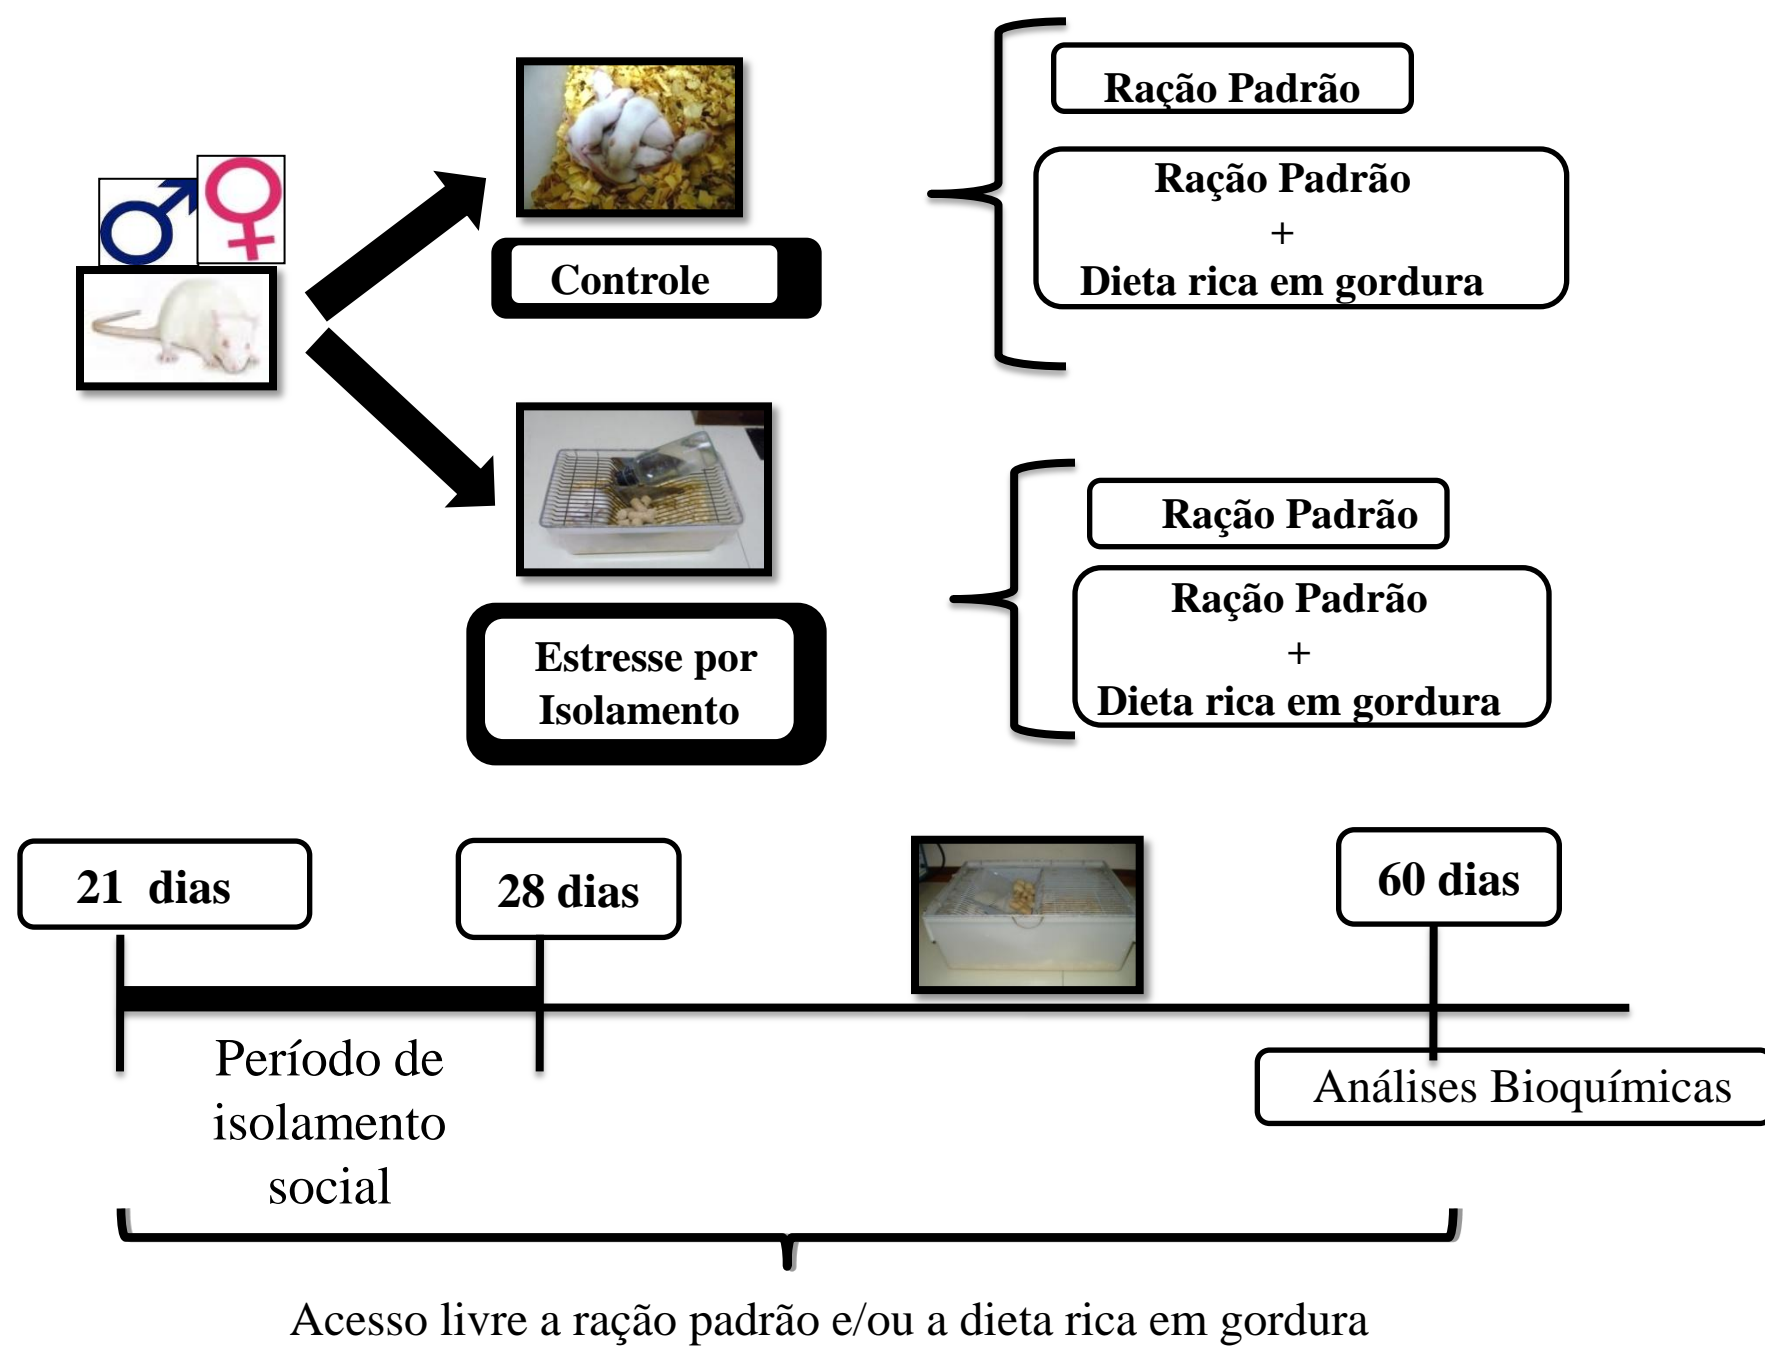 Ração Padrão
Ração Padrão
+
Dieta rica em gordura
Controle
Ração Padrão
Ração Padrão
+
Dieta rica em gordura
Estresse por
Isolamento
21 dias
28 dias
60 dias
Período de
isolamento
social
Análises Bioquímicas
Acesso livre a ração padrão e/ou a dieta rica em gordura